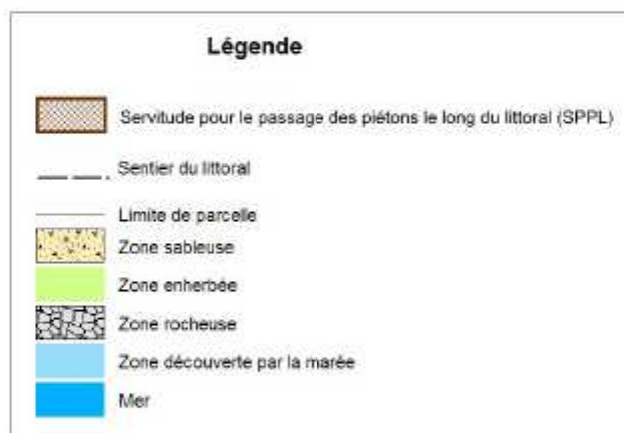 Légende
Servitude pour le passage des piétons le long du littoral (SPPL)
Sentier du littoral
Limite de parcelle
Zone sableuse
Zone enherbée
Zone rocheuse
Zone découverte par la marée
Mer